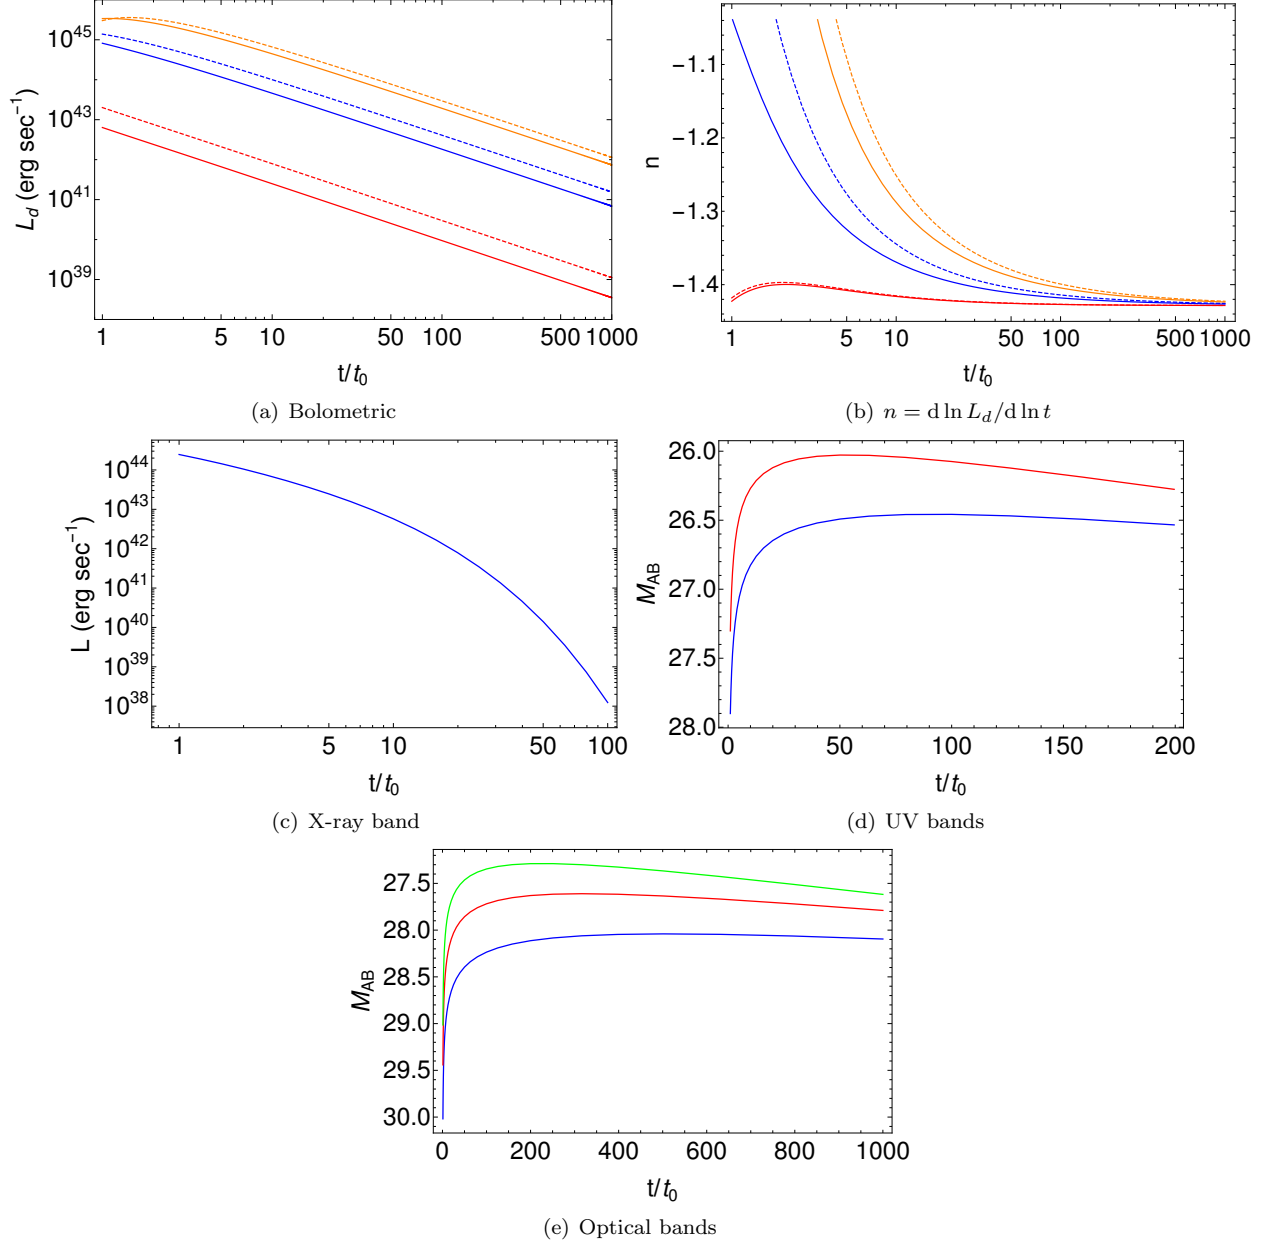 10^45
10^43
10^41
10^39
L_d (erg sec^-1)
1 5 10 50 100 500 1000
t/t_0
(a) Bolometric
−1.1
−1.2
−1.3
−1.4
n
1 5 10 50 100 500 1000
t/t_0
(b) n = d ln L_d/d ln t
10^44
10^43
10^42
10^41
10^40
10^39
10^38
L (erg sec^-1)
1 5 10 50 100
t/t_0
(c) X-ray band
26.0
26.5
27.0
27.5
28.0
M_AB
0 50 100 150 200
t/t_0
(d) UV bands
27.5
28.0
28.5
29.0
29.5
30.0
M_AB
0 200 400 600 800 1000
t/t_0
(e) Optical bands